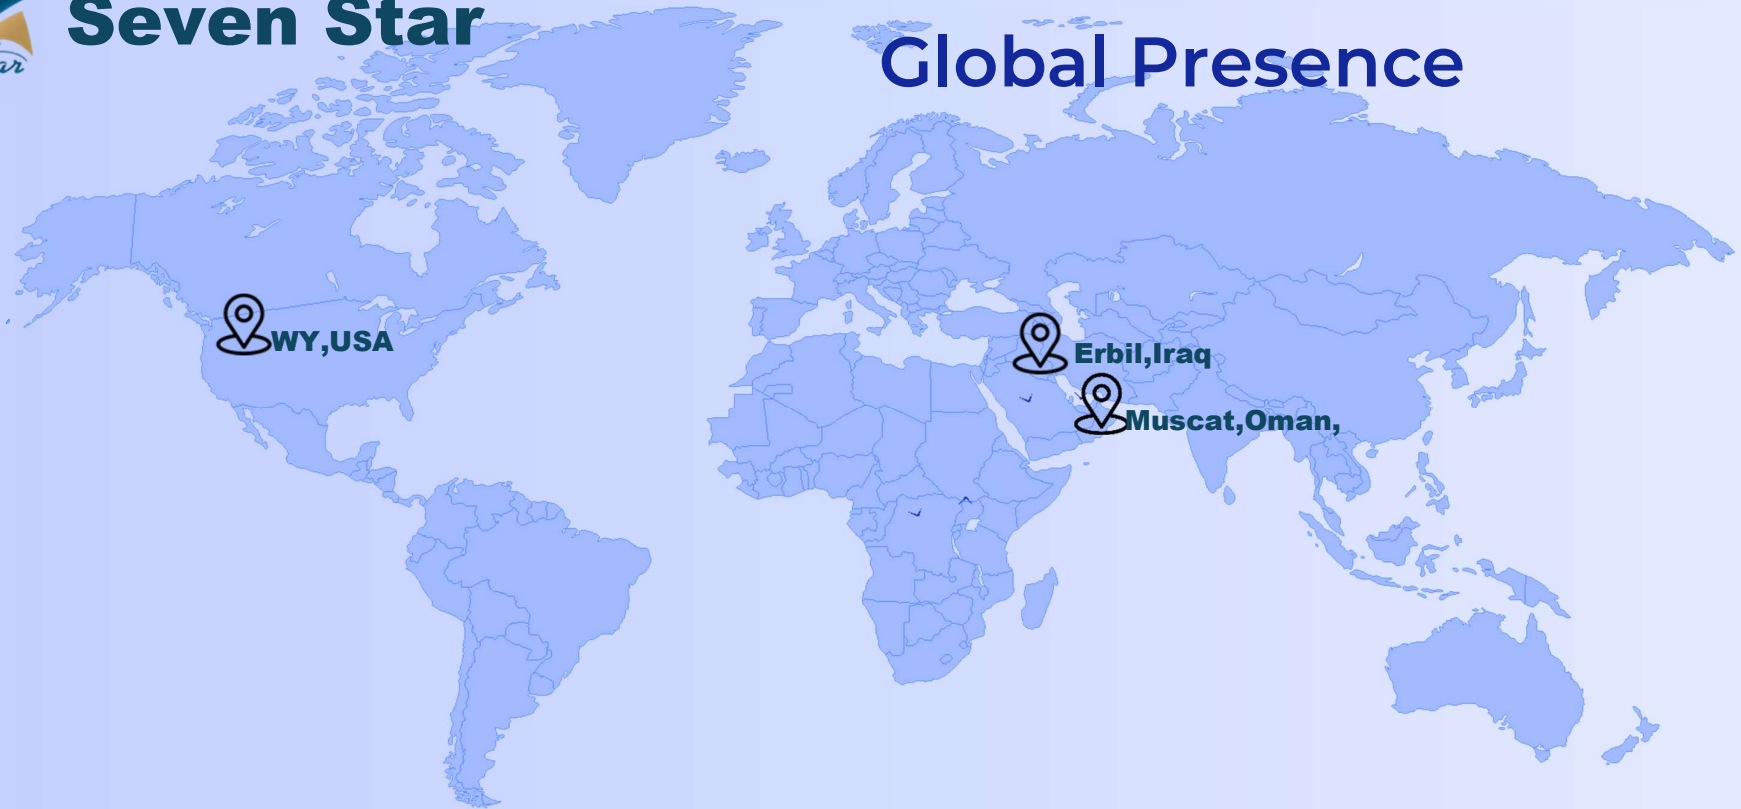 Seven Star
Global Presence
WY,USA
Erbil,Iraq
Muscat,Oman,